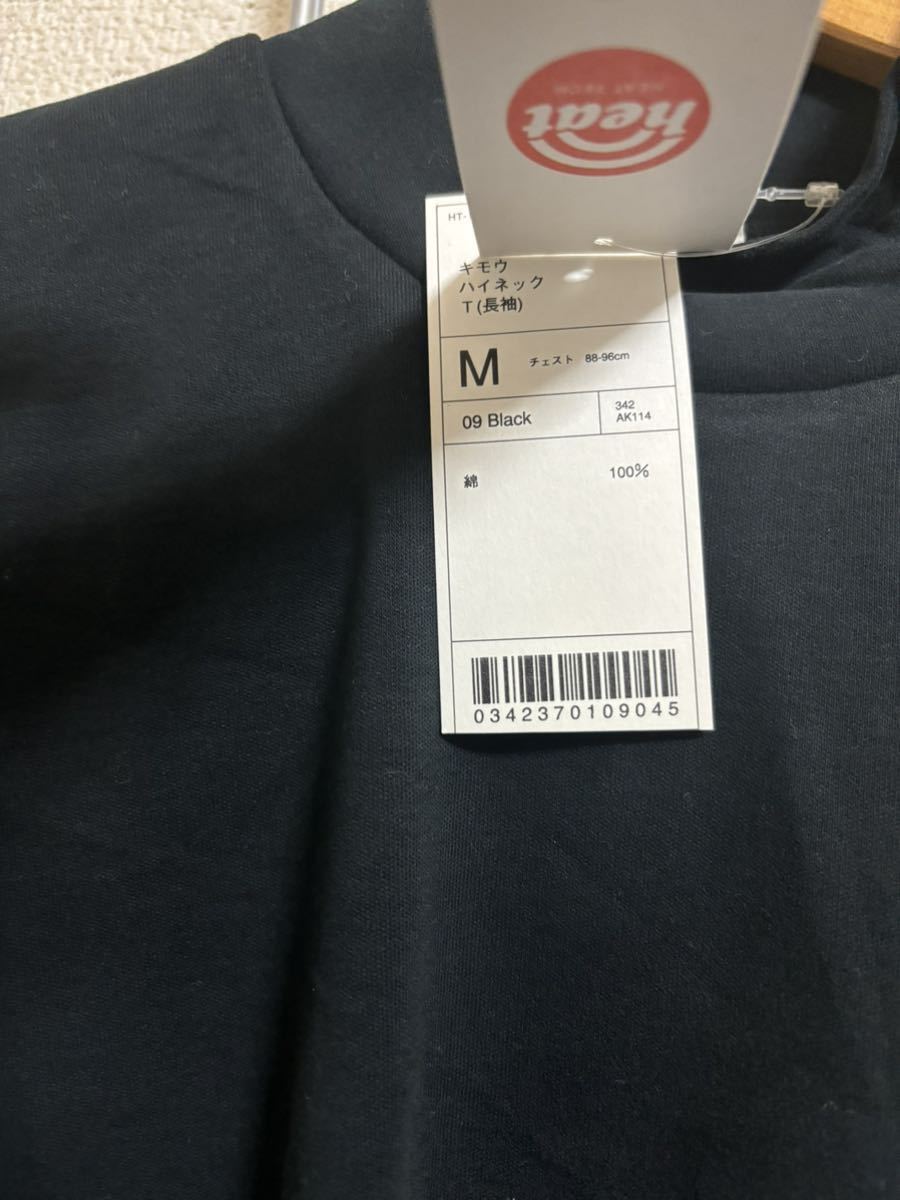 heat
HEAT TECH
HT-
キモウ
ハイネック
T(長袖)
M チェスト 88-96cm
09 Black
342
AK114
綿 100%
0342370109045